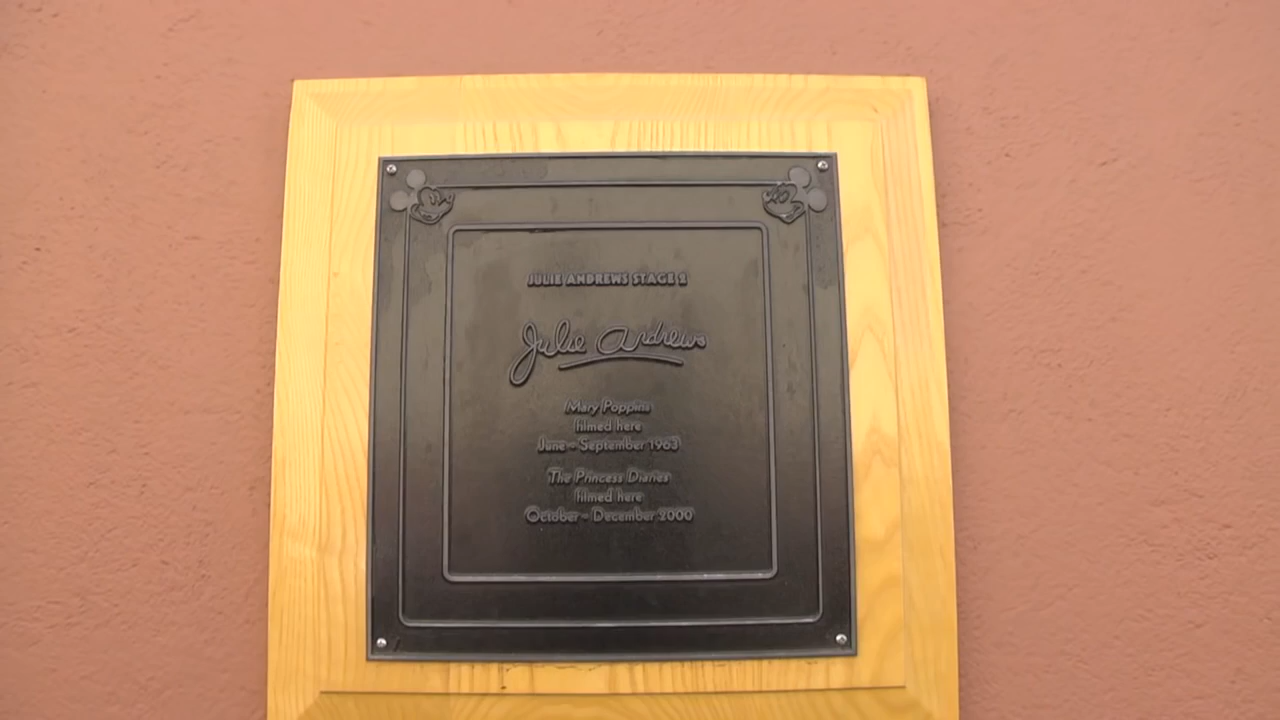 JULIE ANDREWS STAGE 2
Julie Andrews
Mary Poppins
filmed here
June - September 1963
The Princess Diaries
filmed here
October - December 2000